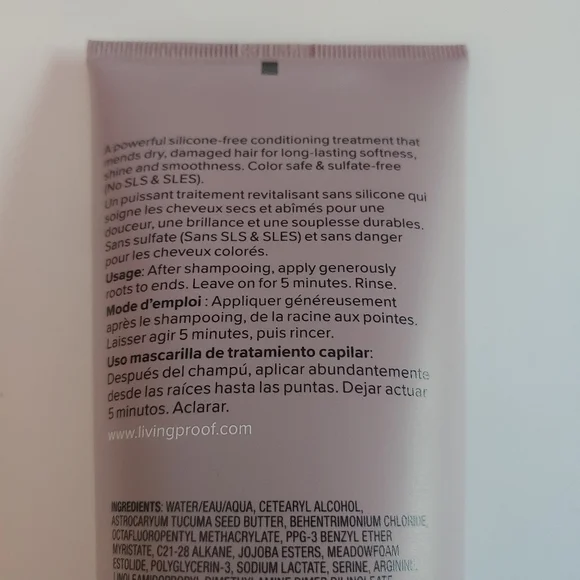 A powerful silicone-free conditioning treatment that
mends dry, damaged hair for long-lasting softness,
shine and smoothness. Color safe & sulfate-free
(No SLS & SLES).
Un puissant traitement revitalisant sans silicone qui
soigne les cheveux secs et abîmés pour une
douceur, une brillance et une souplesse durables.
Sans sulfate (Sans SLS & SLES) et sans danger
pour les cheveux colorés.
Usage: After shampooing, apply generously
roots to ends. Leave on for 5 minutes. Rinse.
Mode d'emploi : Appliquer généreusement
après le shampooing, de la racine aux pointes.
Laisser agir 5 minutes, puis rincer.
Uso mascarilla de tratamiento capilar:
Después del champú, aplicar abundantemente
desde las raíces hasta las puntas. Dejar actuar
5 minutos. Aclarar.
www.livingproof.com
INGREDIENTS: WATER/EAU/AQUA, CETEARYL ALCOHOL,
ASTROCARYUM TUCUMA SEED BUTTER, BEHENTRIMONIUM CHLORIDE,
OCTAFLUOROPENTYL METHACRYLATE, PPG-3 BENZYL ETHER
MYRISTATE, C21-28 ALKANE, JOJOBA ESTERS, MEADOWFOAM
ESTOLIDE, POLYGLYCERIN-3, SODIUM LACTATE, SERINE, ARGININE,